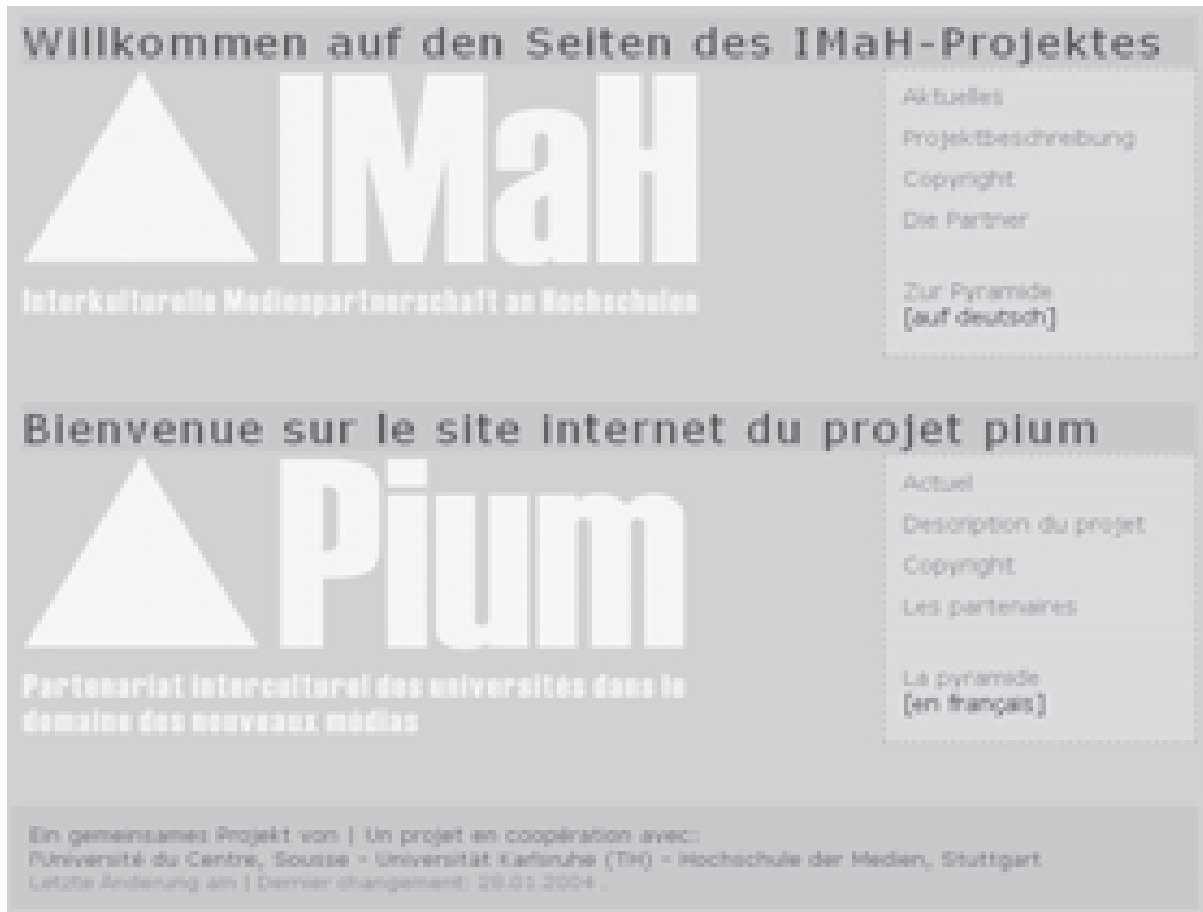 Willkommen auf den Seiten des IMaH-Projektes
IMaH
Interkulturelle Medienpartnerschaft an Hochschulen
Aktuelles
Projektbeschreibung
Copyright
Die Partner
Zur Pyramide
[auf deutsch]
Bienvenue sur le site internet du projet pium
Pium
Partenariat interculturel des universités dans le
domaine des nouveaux médias
Actuel
Description du projet
Copyright
Les partenaires
La pyramide
[en français]
Ein gemeinsames Projekt von | Un projet en coopération avec:
l'Université du Centre, Sousse - Universität Karlsruhe (TH) - Hochschule der Medien, Stuttgart
Letzte Änderung am | Dernier changement: 28.01.2004 .